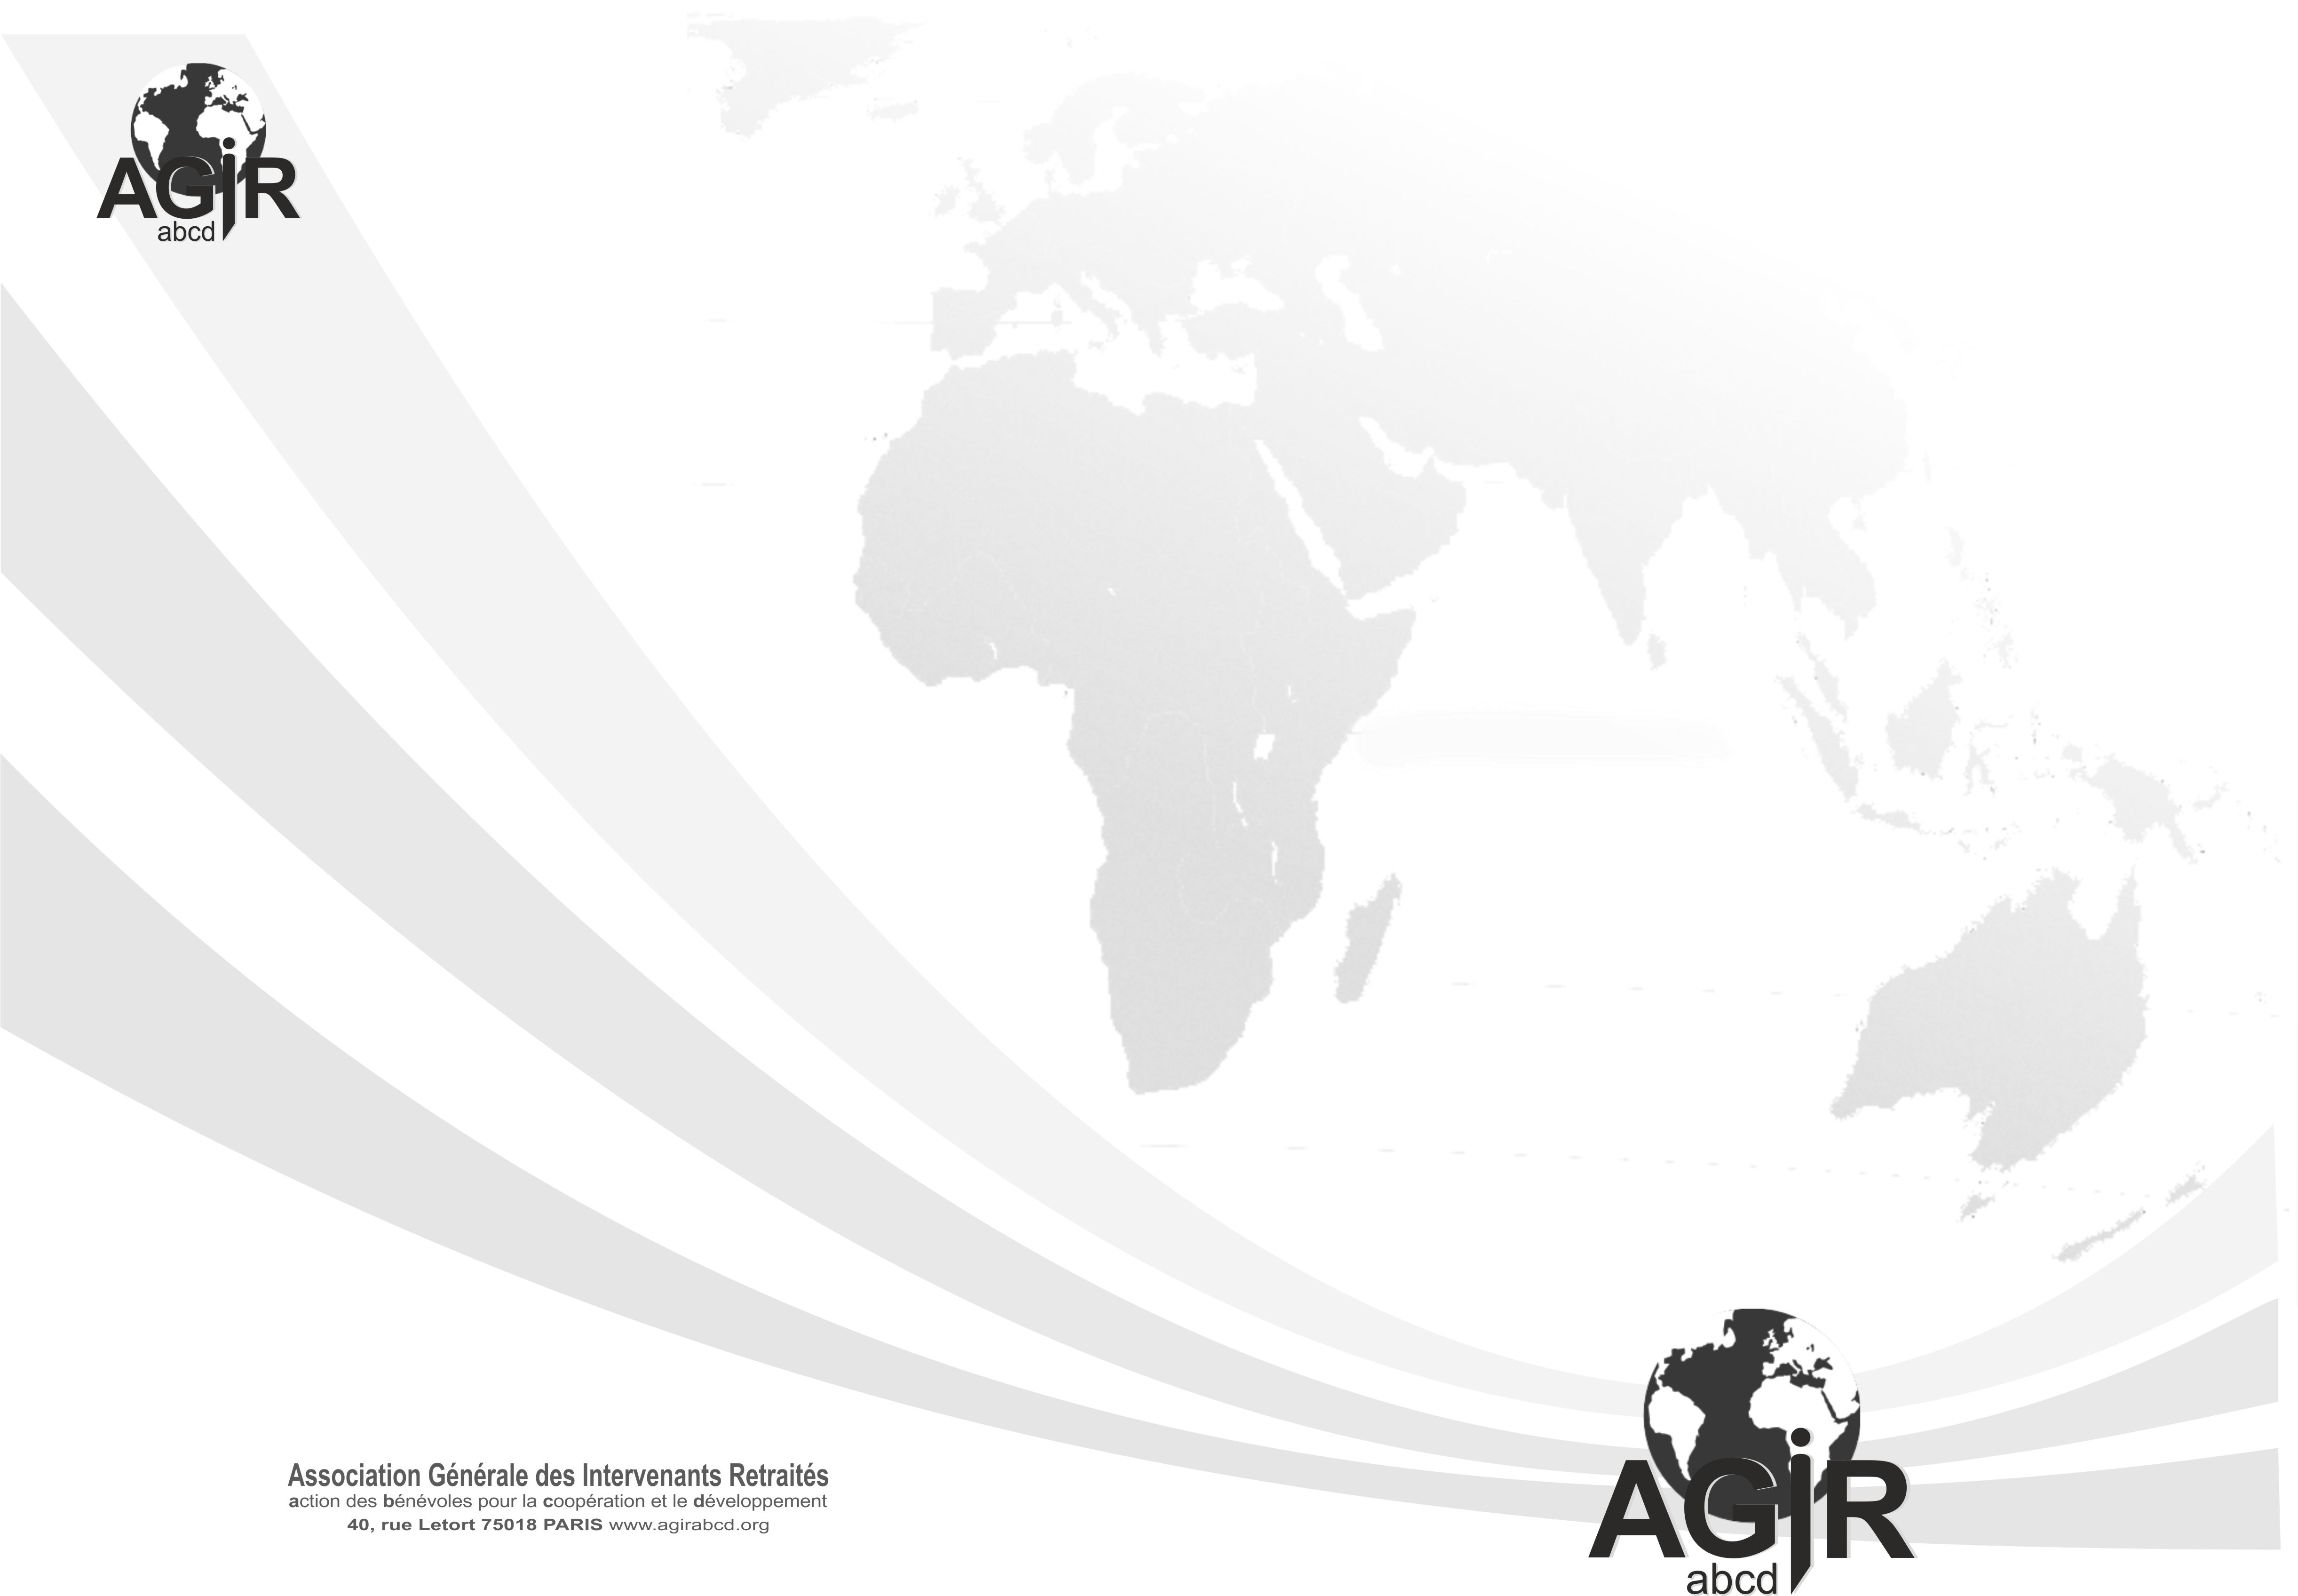 AGiR
abcd
Association Générale des Intervenants Retraités
action des bénévoles pour la coopération et le développement
40, rue Letort 75018 PARIS www.agirabcd.org
AGiR
abcd